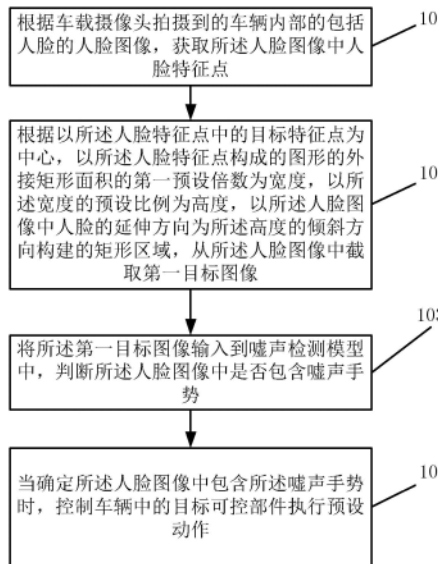 根据车载摄像头拍摄到的车辆内部的包括
人脸的人脸图像，获取所述人脸图像中人
脸特征点
10
根据以所述人脸特征点中的目标特征点为
中心，以所述人脸特征点构成的图形的外
接矩形面积的第一预设倍数为宽度，以所
述宽度的预设比例为高度，以所述人脸图
像中人脸的延伸方向为所述高度的倾斜方
向构建的矩形区域，从所述人脸图像中截
取第一目标图像
10
将所述第一目标图像输入到嘘声检测模型
中，判断所述人脸图像中是否包含嘘声手
势
103
当确定所述人脸图像中包含所述嘘声手势
时，控制车辆中的目标可控部件执行预设
动作
10